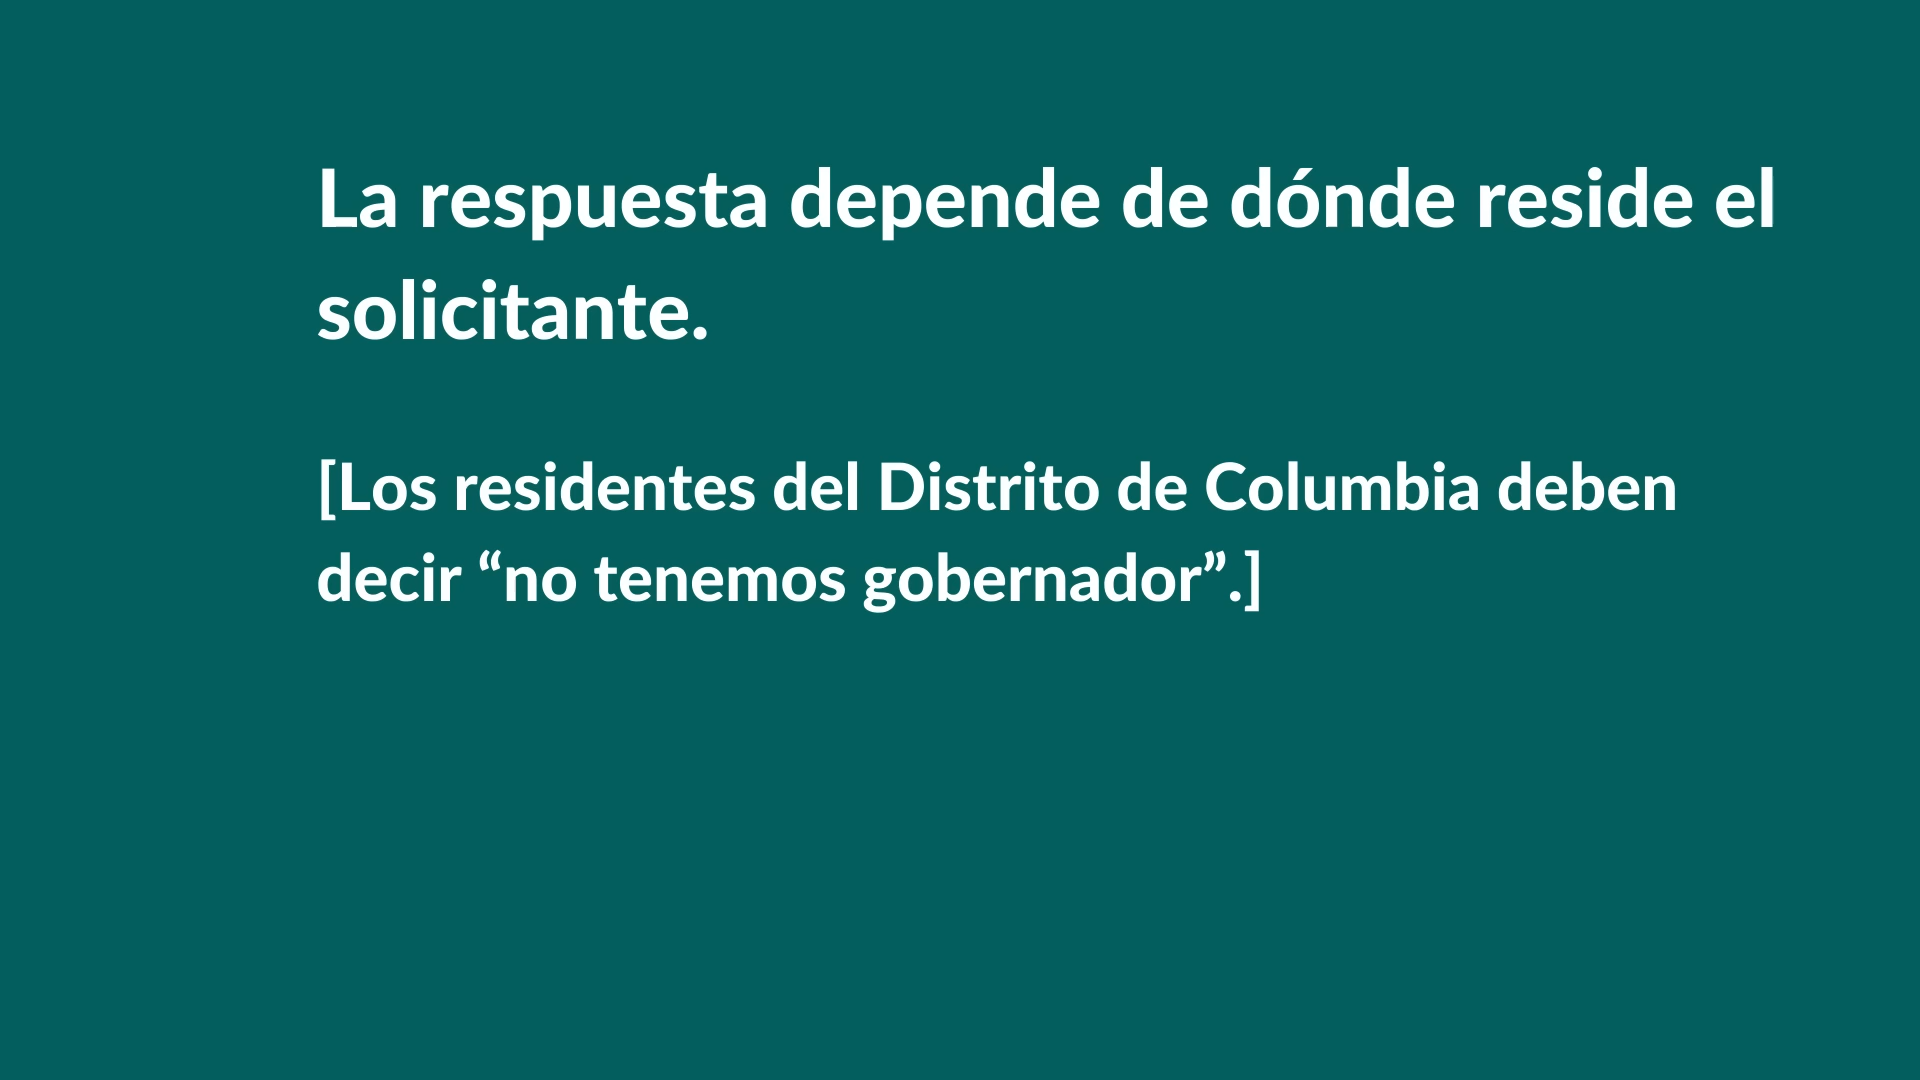 La respuesta depende de dónde reside el
solicitante.
[Los residentes del Distrito de Columbia deben
decir “no tenemos gobernador”.]